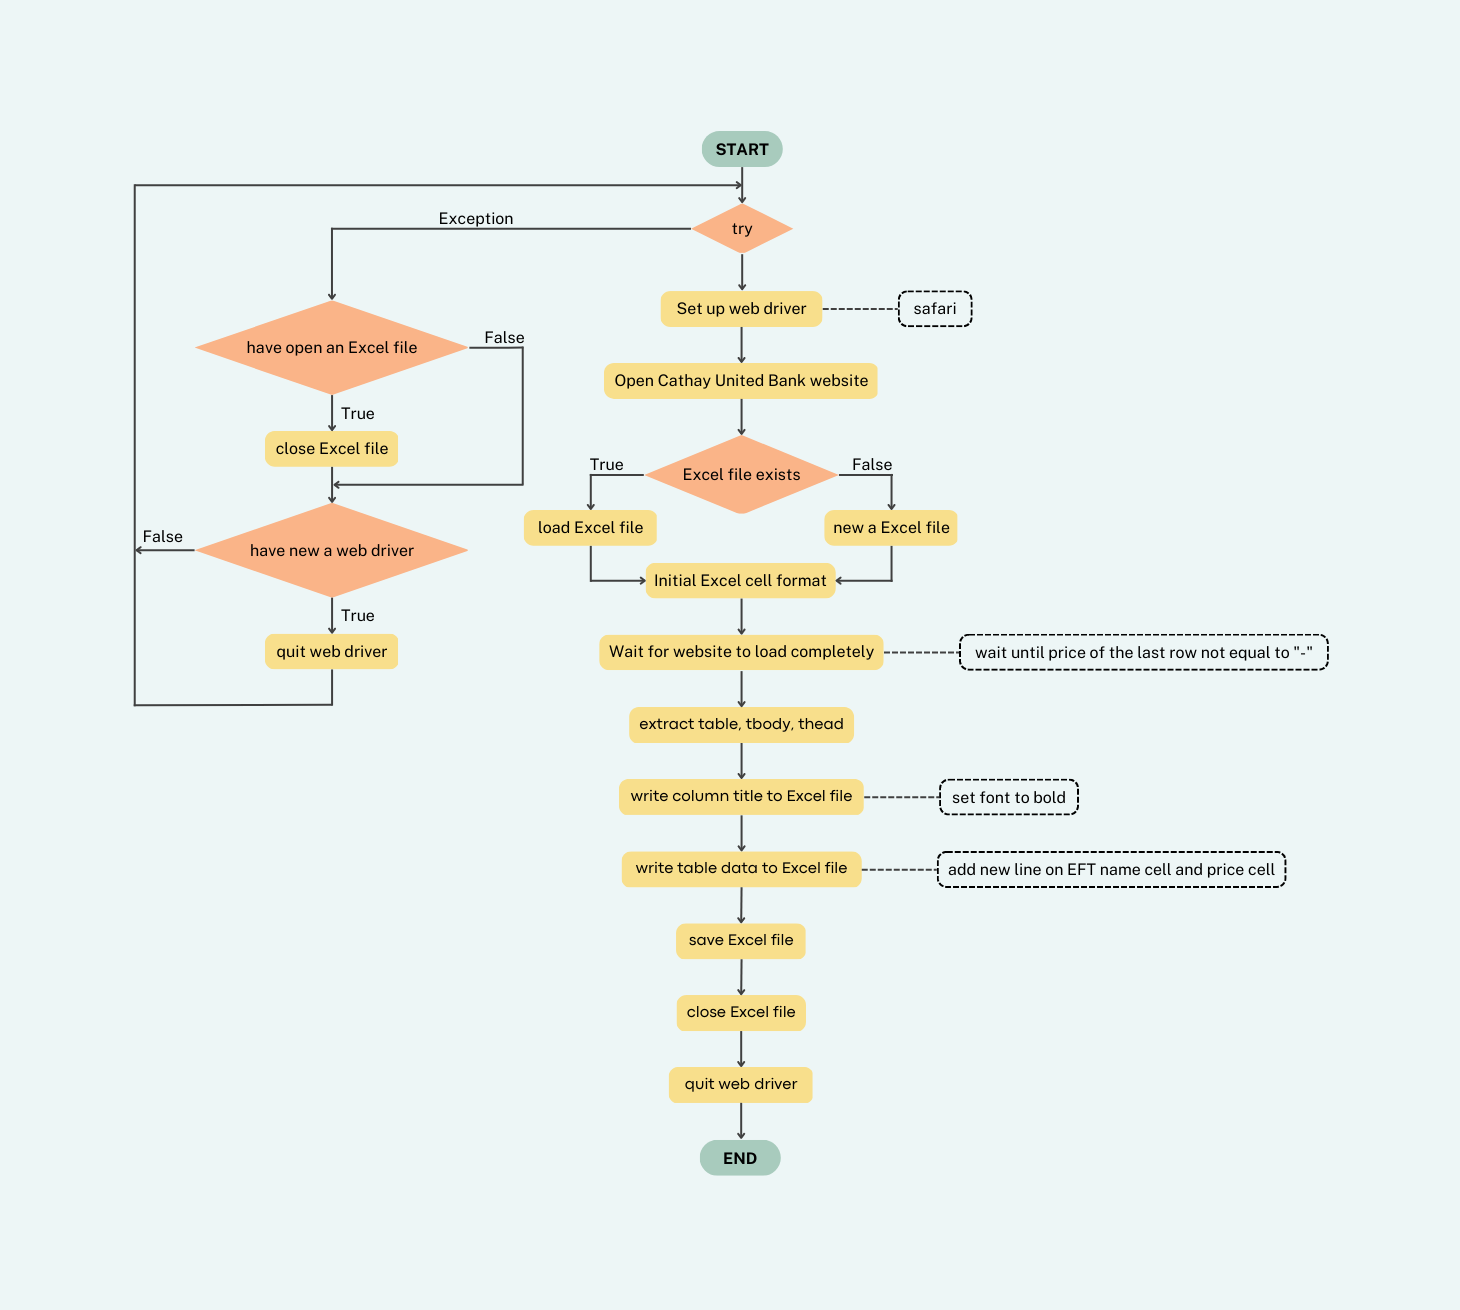 START
Exception
try
Set up web driver
safari
have open an Excel file
False
True
close Excel file
Open Cathay United Bank website
Excel file exists
True
False
load Excel file
new a Excel file
have new a web driver
False
True
quit web driver
Initial Excel cell format
Wait for website to load completely
wait until price of the last row not equal to "-"
extract table, tbody, thead
write column title to Excel file
set font to bold
write table data to Excel file
add new line on EFT name cell and price cell
save Excel file
close Excel file
quit web driver
END